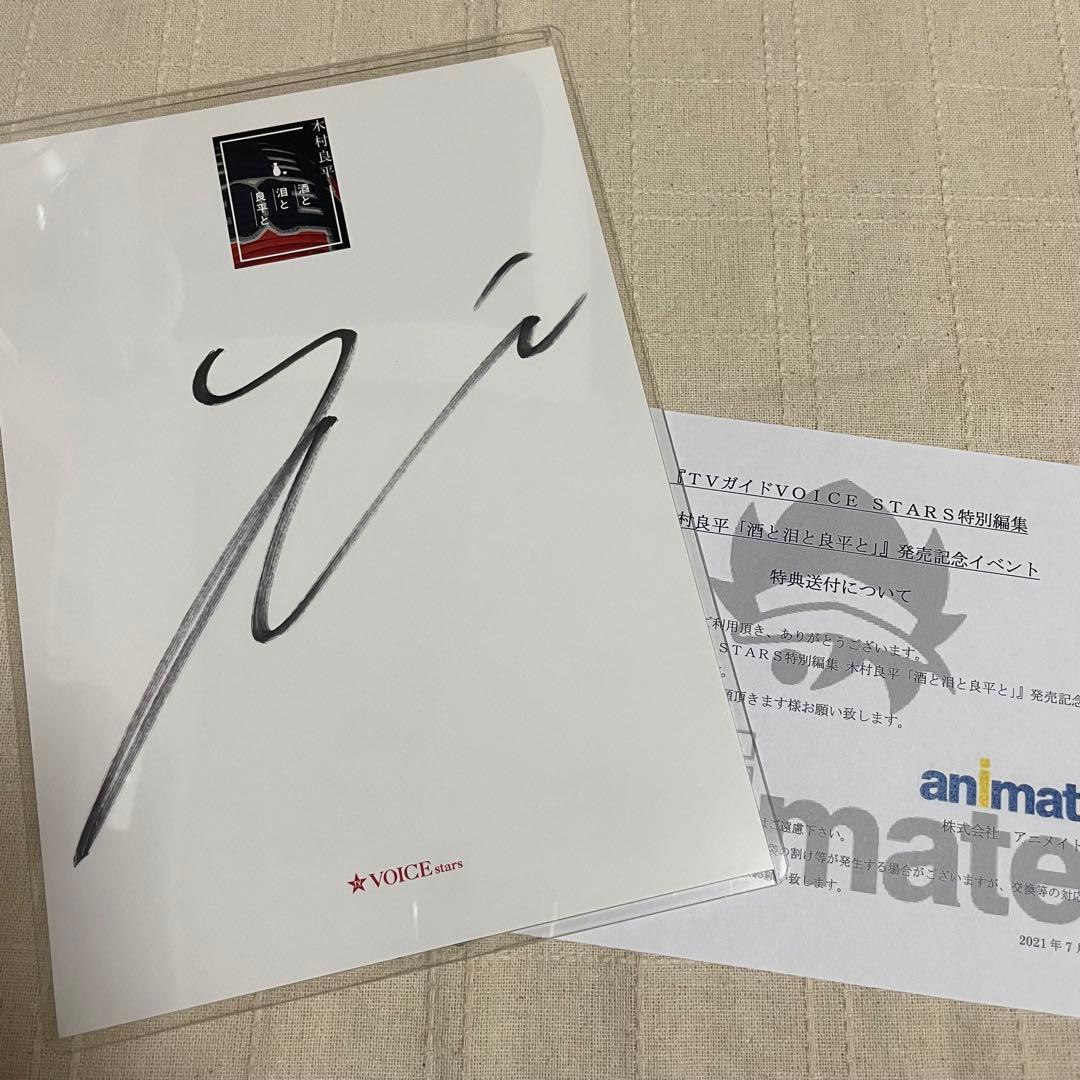 木村良平
酒と
泪と
良平と
VOICE stars
『TVガイドVOICE STARS特別編集
村良平「酒と泪と良平と」』発売記念イベント
特典送付について
ご利用頂き、ありがとうございます。
STARS特別編集 木村良平「酒と泪と良平と」』発売記念
。
頂きます様お願い致します。
animat
株式会社 アニメイト
mate
ご遠慮下さい。
袋の割け等が発生する場合がございますが、交換等の対応
い致します。
2021年7月